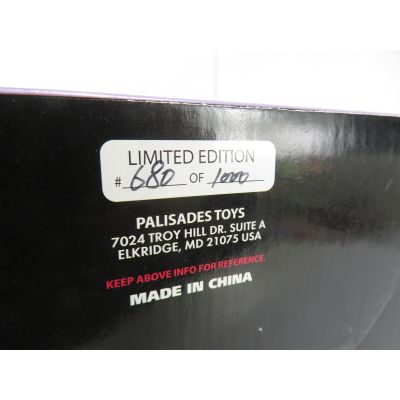 LIMITED EDITION
# 680 OF 1000
PALISADES TOYS
7024 TROY HILL DR. SUITE A
ELKRIDGE, MD 21075 USA
KEEP ABOVE INFO FOR REFERENCE.
MADE IN CHINA